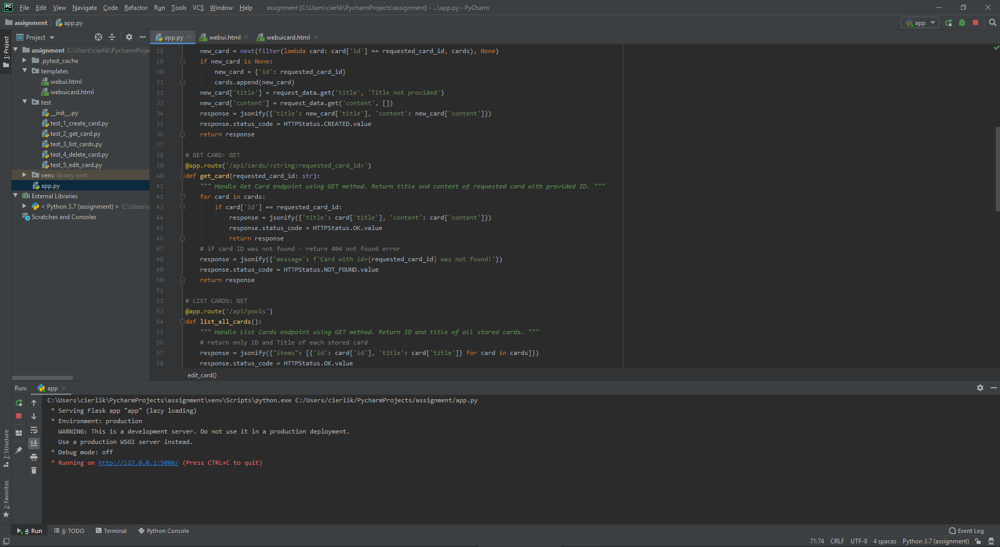 PC File Edit View Navigate Code Refactor Run Tools VCS Window Help assignment [C:\Users\cierlik\PycharmProjects\assignment] - ...\app.py - PyCharm
assignment app.py app
1: Project
Project
app.py webui.html webuicard.html
assignment C:\Users\cierlik\PycharmProje
.pytest_cache
templates
webui.html
webuicard.html
test
__init__.py
test_1_create_card.py
test_2_get_card.py
test_3_list_cards.py
test_4_delete_card.py
test_5_edit_card.py
venv library root
app.py
External Libraries
< Python 3.7 (assignment) > C:\Users\c
Scratches and Consoles
28 new_card = next(filter(lambda card: card['id'] == requested_card_id, cards), None)
29 if new_card is None:
30 new_card = {'id': requested_card_id}
31 cards.append(new_card)
32 new_card['title'] = request_data.get('title', 'Title not provided')
33 new_card['content'] = request_data.get('content', [])
34 response = jsonify({'title': new_card['title'], 'content': new_card['content']})
35 response.status_code = HTTPStatus.CREATED.value
36 return response
37
38 # GET CARD: GET
39 @app.route('/api/cards/<string:requested_card_id>')
40 def get_card(requested_card_id: str):
41 """ Handle Get Card endpoint using GET method. Return title and content of requested card with provided ID. """
42 for card in cards:
43 if card['id'] == requested_card_id:
44 response = jsonify({'title': card['title'], 'content': card['content']})
45 response.status_code = HTTPStatus.OK.value
46 return response
47 # if card ID was not found - return 404 not found error
48 response = jsonify({'message': f'Card with id={requested_card_id} was not found!'})
49 response.status_code = HTTPStatus.NOT_FOUND.value
50 return response
51
52 # LIST CARDS: GET
53 @app.route('/api/pools')
54 def list_all_cards():
55 """ Handle List Cards endpoint using GET method. Return ID and title of all stored cards. """
56 # return only ID and Title of each stored card
57 response = jsonify({"items": [{'id': card['id'], 'title': card['title']} for card in cards]})
58 response.status_code = HTTPStatus.OK.value
edit_card()
Run: app
C:\Users\cierlik\PycharmProjects\assignment\venv\Scripts\python.exe C:/Users/cierlik/PycharmProjects/assignment/app.py
* Serving Flask app "app" (lazy loading)
* Environment: production
WARNING: This is a development server. Do not use it in a production deployment.
Use a production WSGI server instead.
* Debug mode: off
* Running on http://127.0.0.1:5000/ (Press CTRL+C to quit)
7: Structure
2: Favorites
4: Run 6: TODO Terminal Python Console Event Log
71:74 CRLF UTF-8 4 spaces Python 3.7 (assignment)